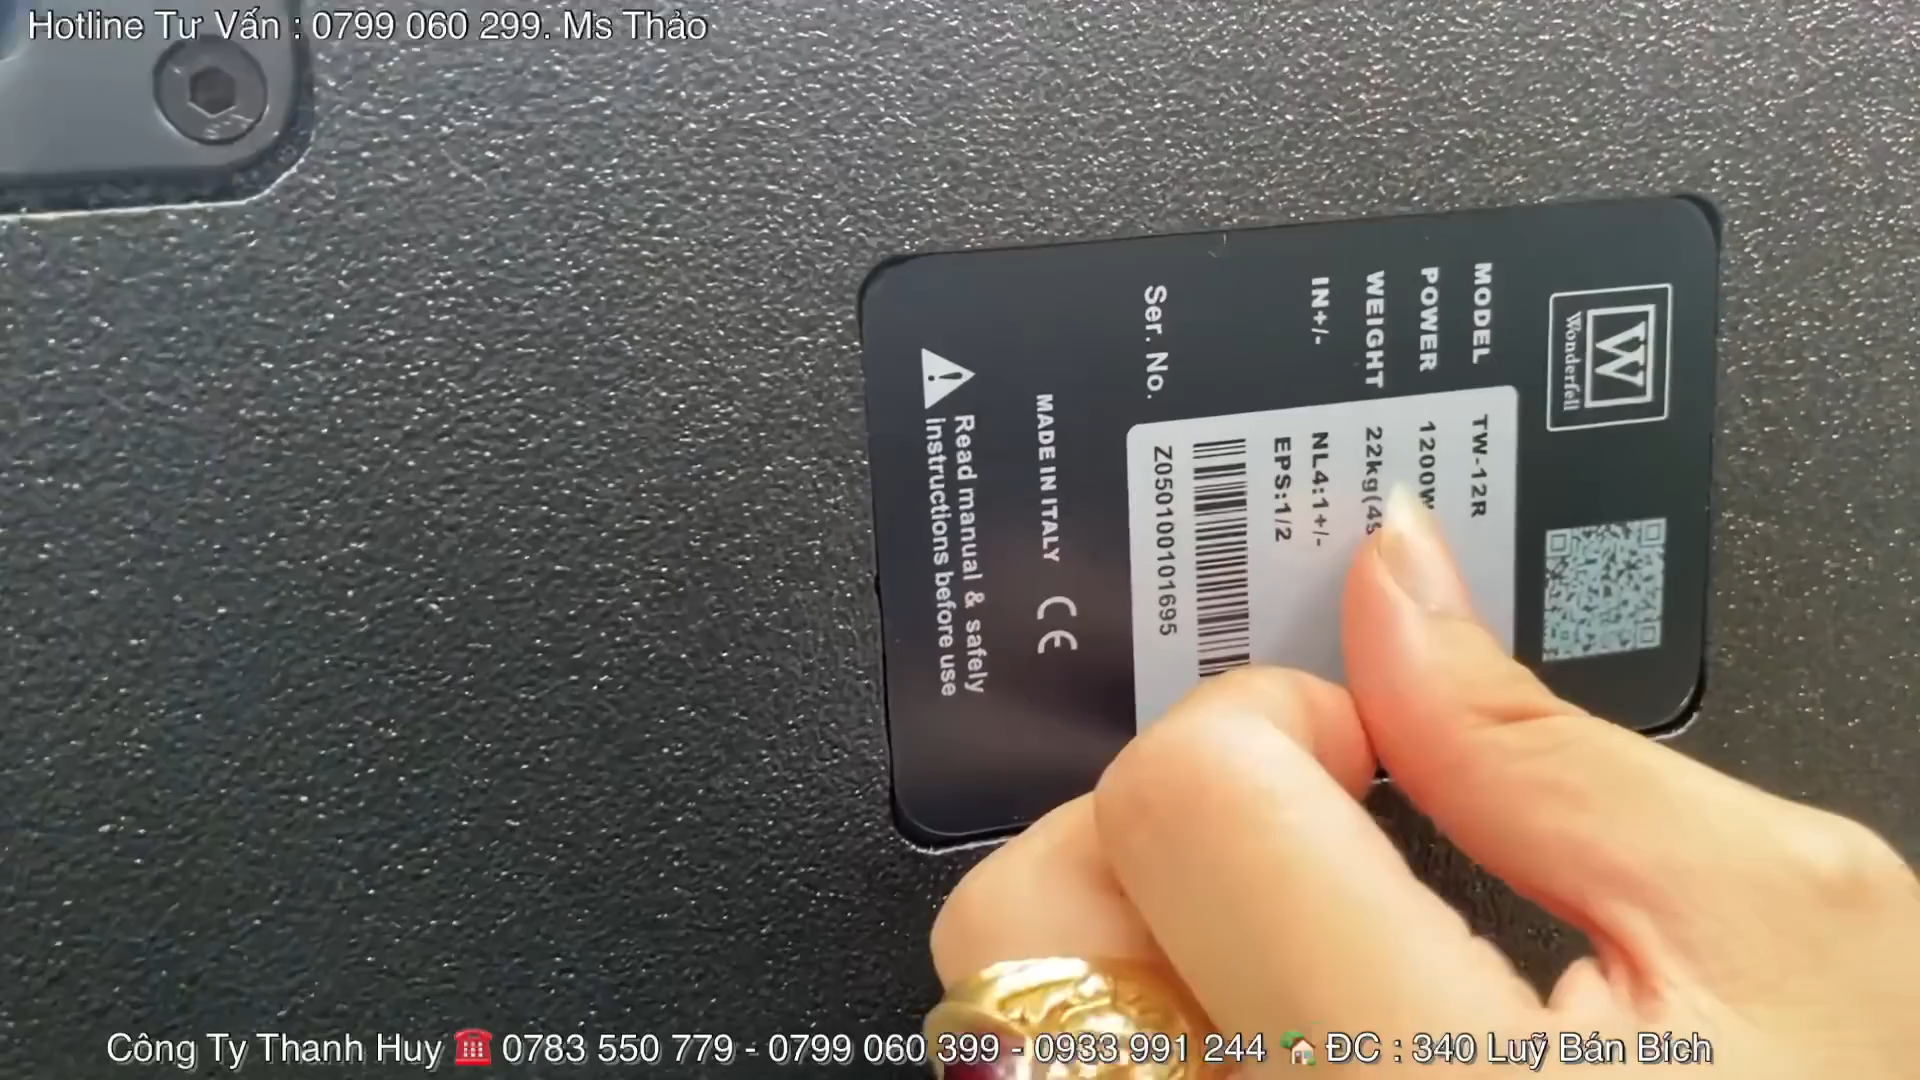 Hotline Tư Vấn : 0799 060 299. Ms Thảo
W
Wonderfell
MODEL TW-12R
POWER 1200W
WEIGHT 22kg(4
IN+/- NL4:1+/-
EPS:1/2
Ser. No.
Z050100101695
MADE IN ITALY CE
Read manual & safely
instructions before use
Công Ty Thanh Huy ☎️ 0783 550 779 - 0799 060 399 - 0933 991 244 🏡 ĐC : 340 Luỹ Bán Bích